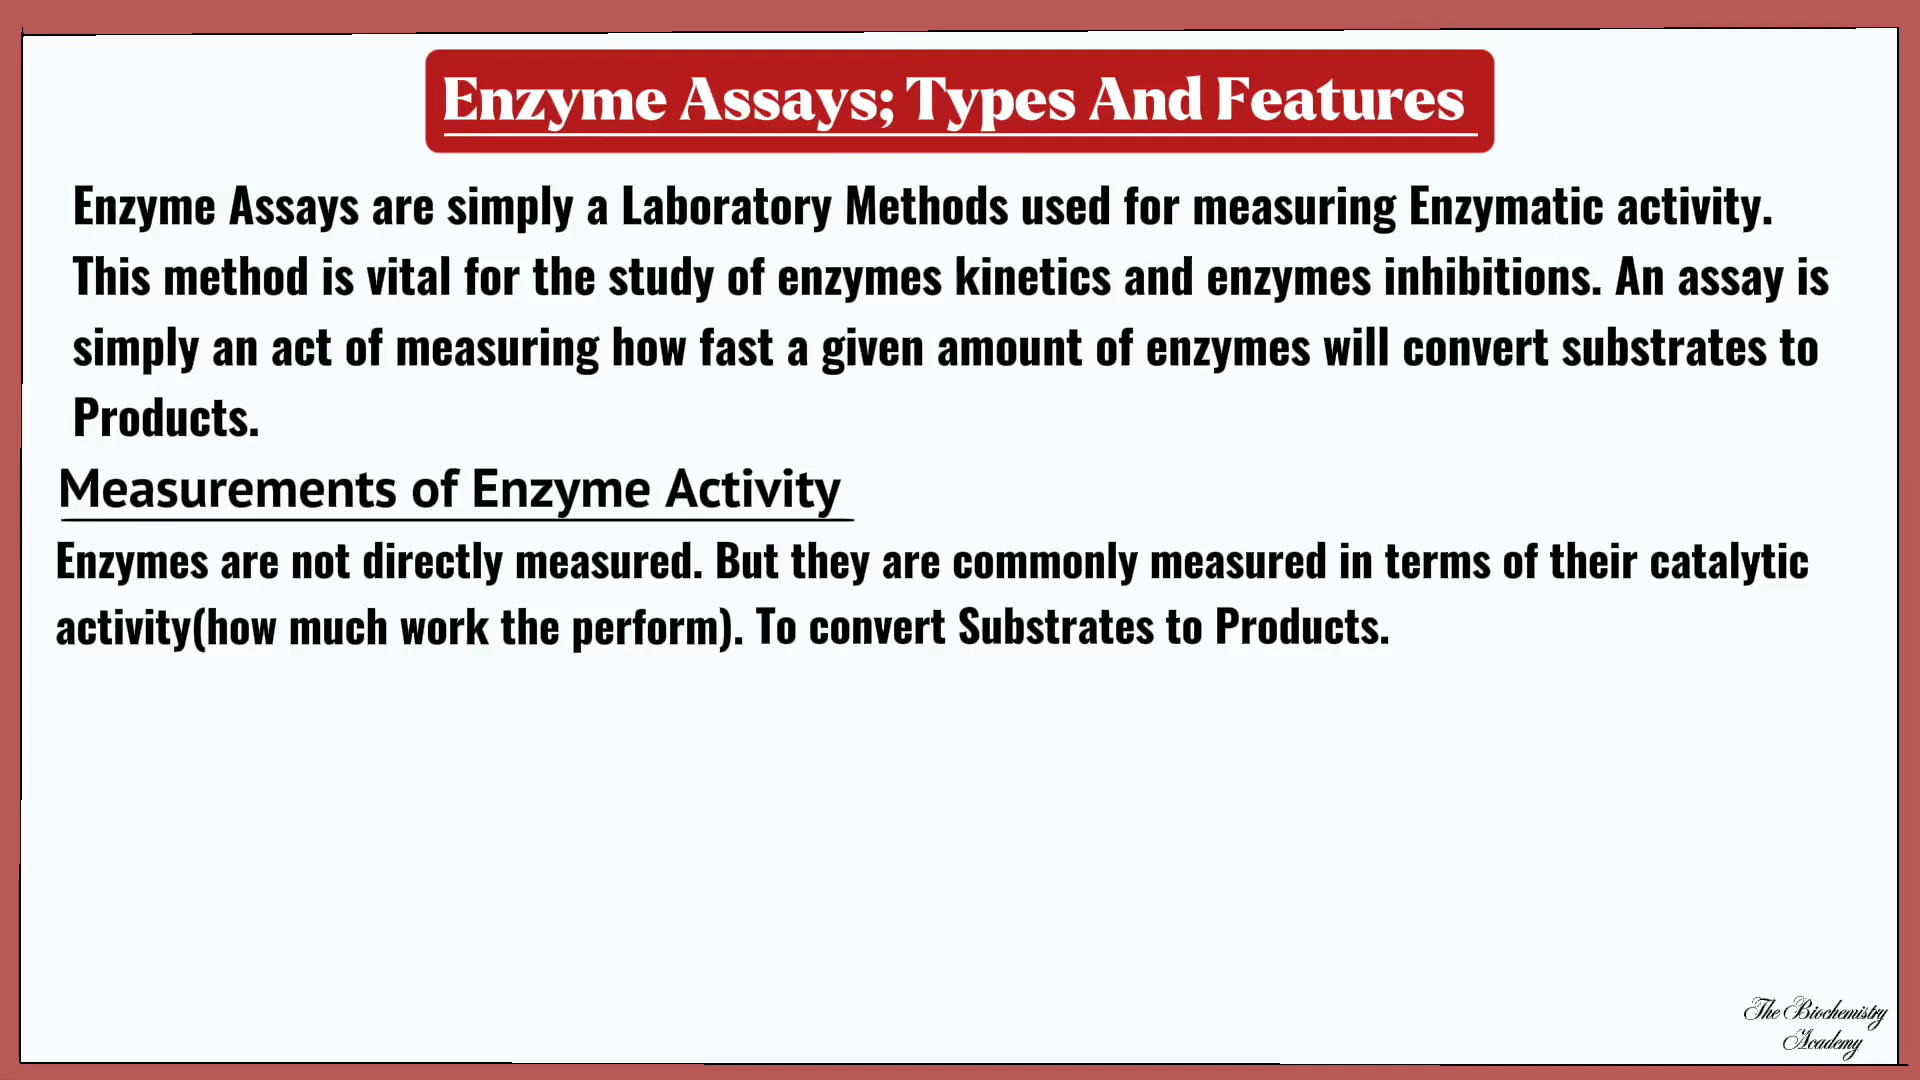 Enzyme Assays; Types And Features
Enzyme Assays are simply a Laboratory Methods used for measuring Enzymatic activity.
This method is vital for the study of enzymes kinetics and enzymes inhibitions. An assay is
simply an act of measuring how fast a given amount of enzymes will convert substrates to
Products.
Measurements of Enzyme Activity
Enzymes are not directly measured. But they are commonly measured in terms of their catalytic
activity(how much work the perform). To convert Substrates to Products.
The Biochemistry
Academy